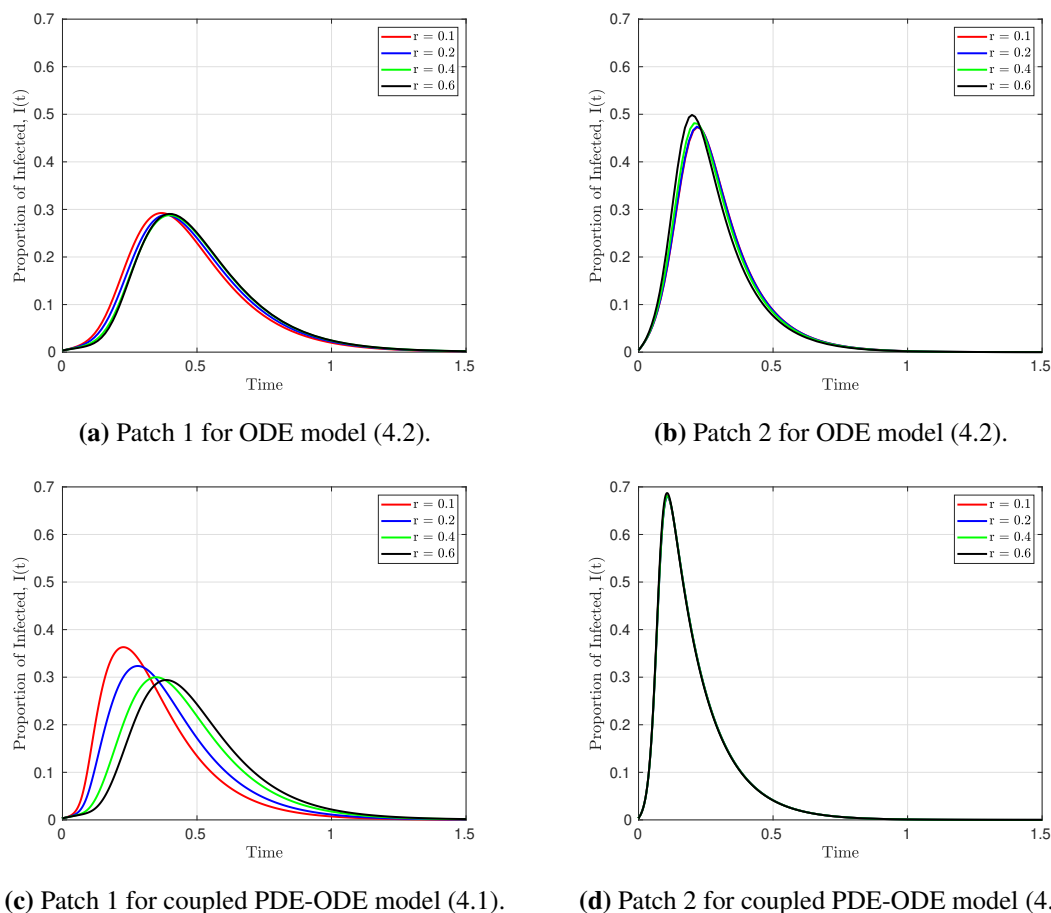 0.7
0.6
0.5
0.4
0.3
0.2
0.1
0
Proportion of Infected, I(t)
r = 0.1
r = 0.2
r = 0.4
r = 0.6
0 0.5 1 1.5
Time
(a) Patch 1 for ODE model (4.2).
0.7
0.6
0.5
0.4
0.3
0.2
0.1
0
Proportion of Infected, I(t)
r = 0.1
r = 0.2
r = 0.4
r = 0.6
0 0.5 1 1.5
Time
(b) Patch 2 for ODE model (4.2).
0.7
0.6
0.5
0.4
0.3
0.2
0.1
0
Proportion of Infected, I(t)
r = 0.1
r = 0.2
r = 0.4
r = 0.6
0 0.5 1 1.5
Time
(c) Patch 1 for coupled PDE-ODE model (4.1).
0.7
0.6
0.5
0.4
0.3
0.2
0.1
0
Proportion of Infected, I(t)
r = 0.1
r = 0.2
r = 0.4
r = 0.6
0 0.5 1 1.5
Time
(d) Patch 2 for coupled PDE-ODE model (4.